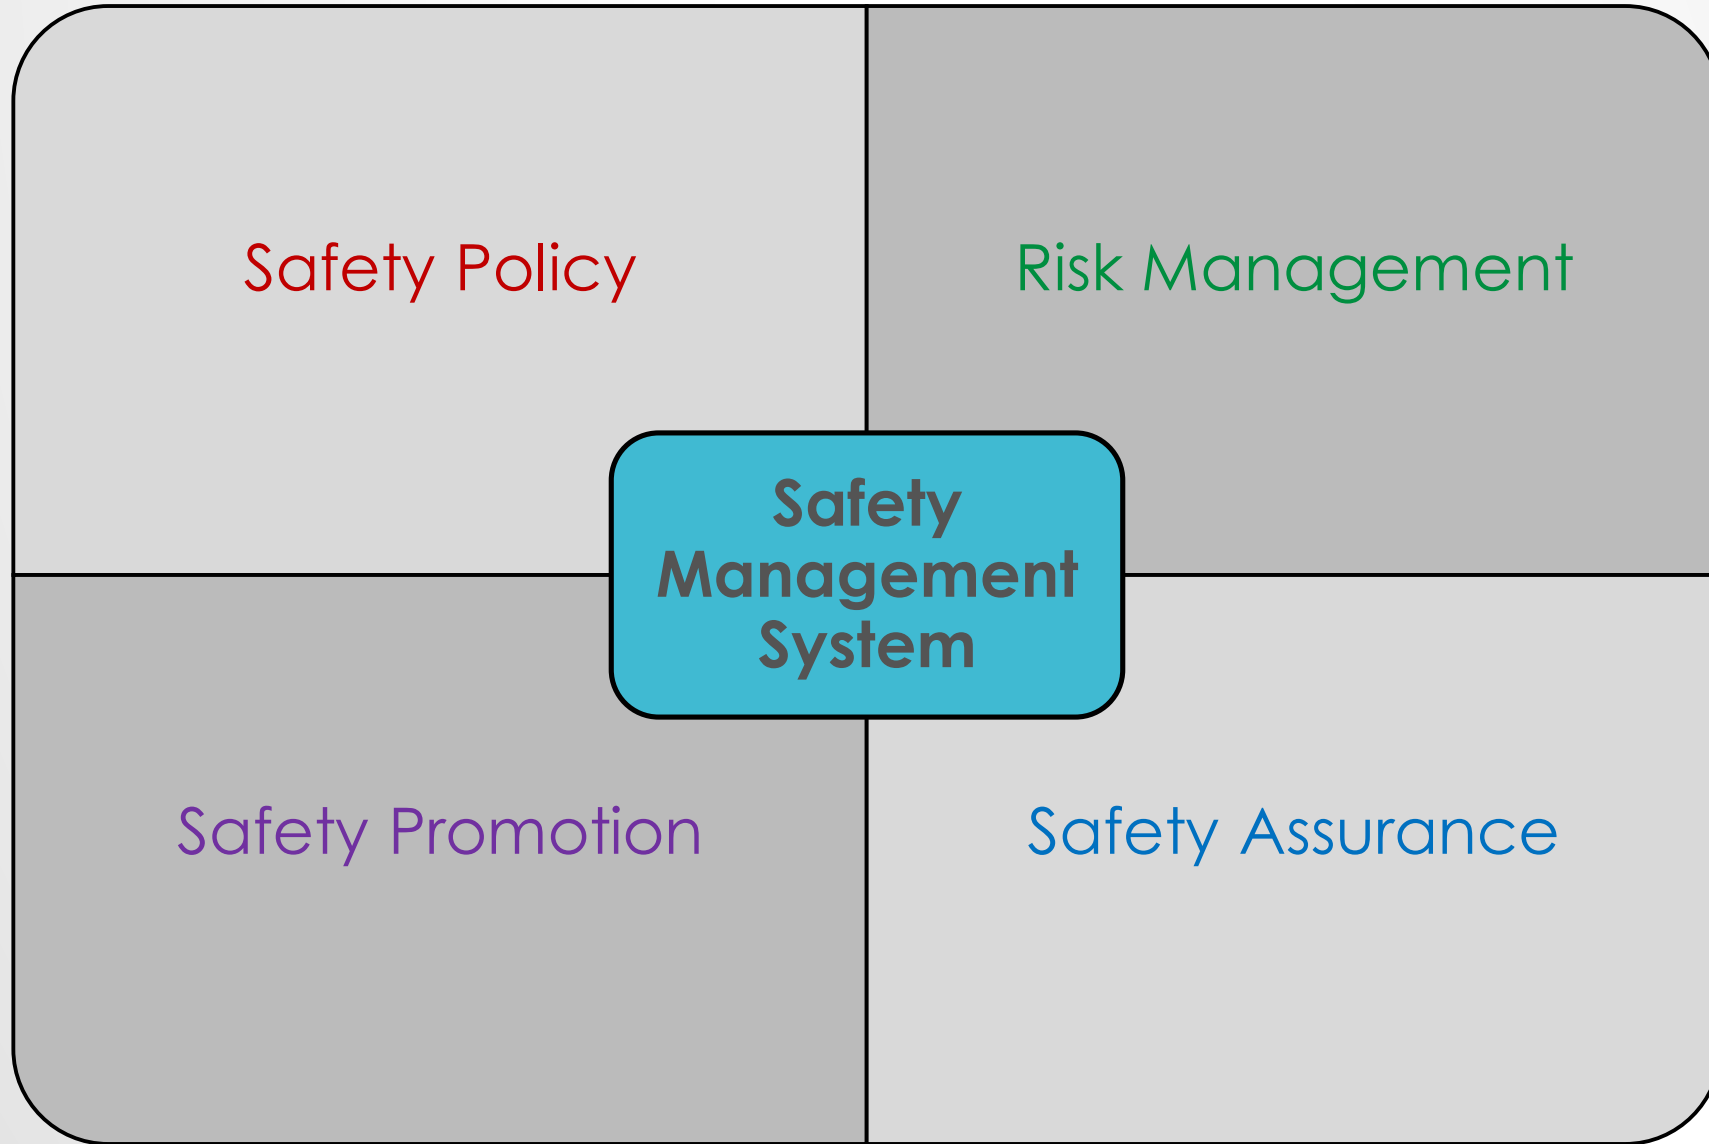 Safety Policy
Risk Management
Safety
Management
System
Safety Promotion
Safety Assurance